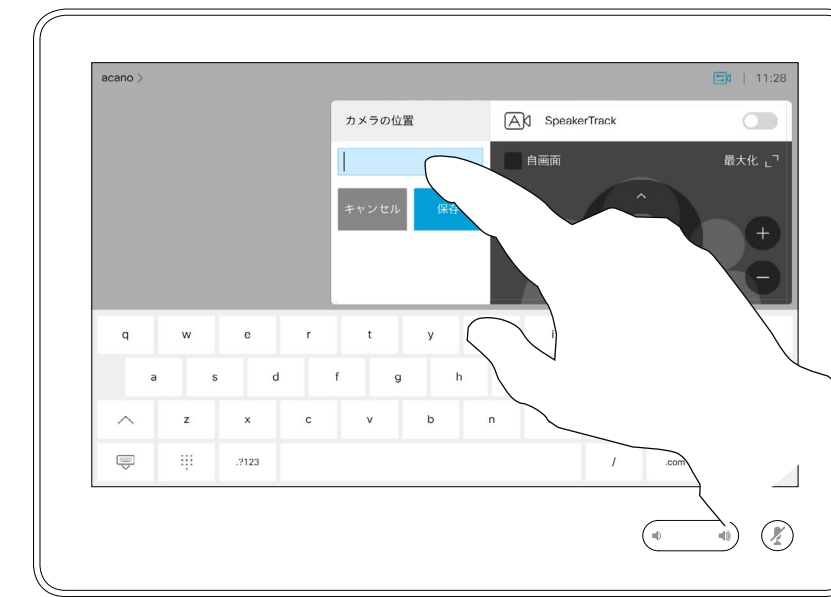 acano >
11:28
カメラの位置
SpeakerTrack
自画面
最大化
キャンセル
保存
q w e r t y i
a s d f g h
z x c v b n
.?123 / .com